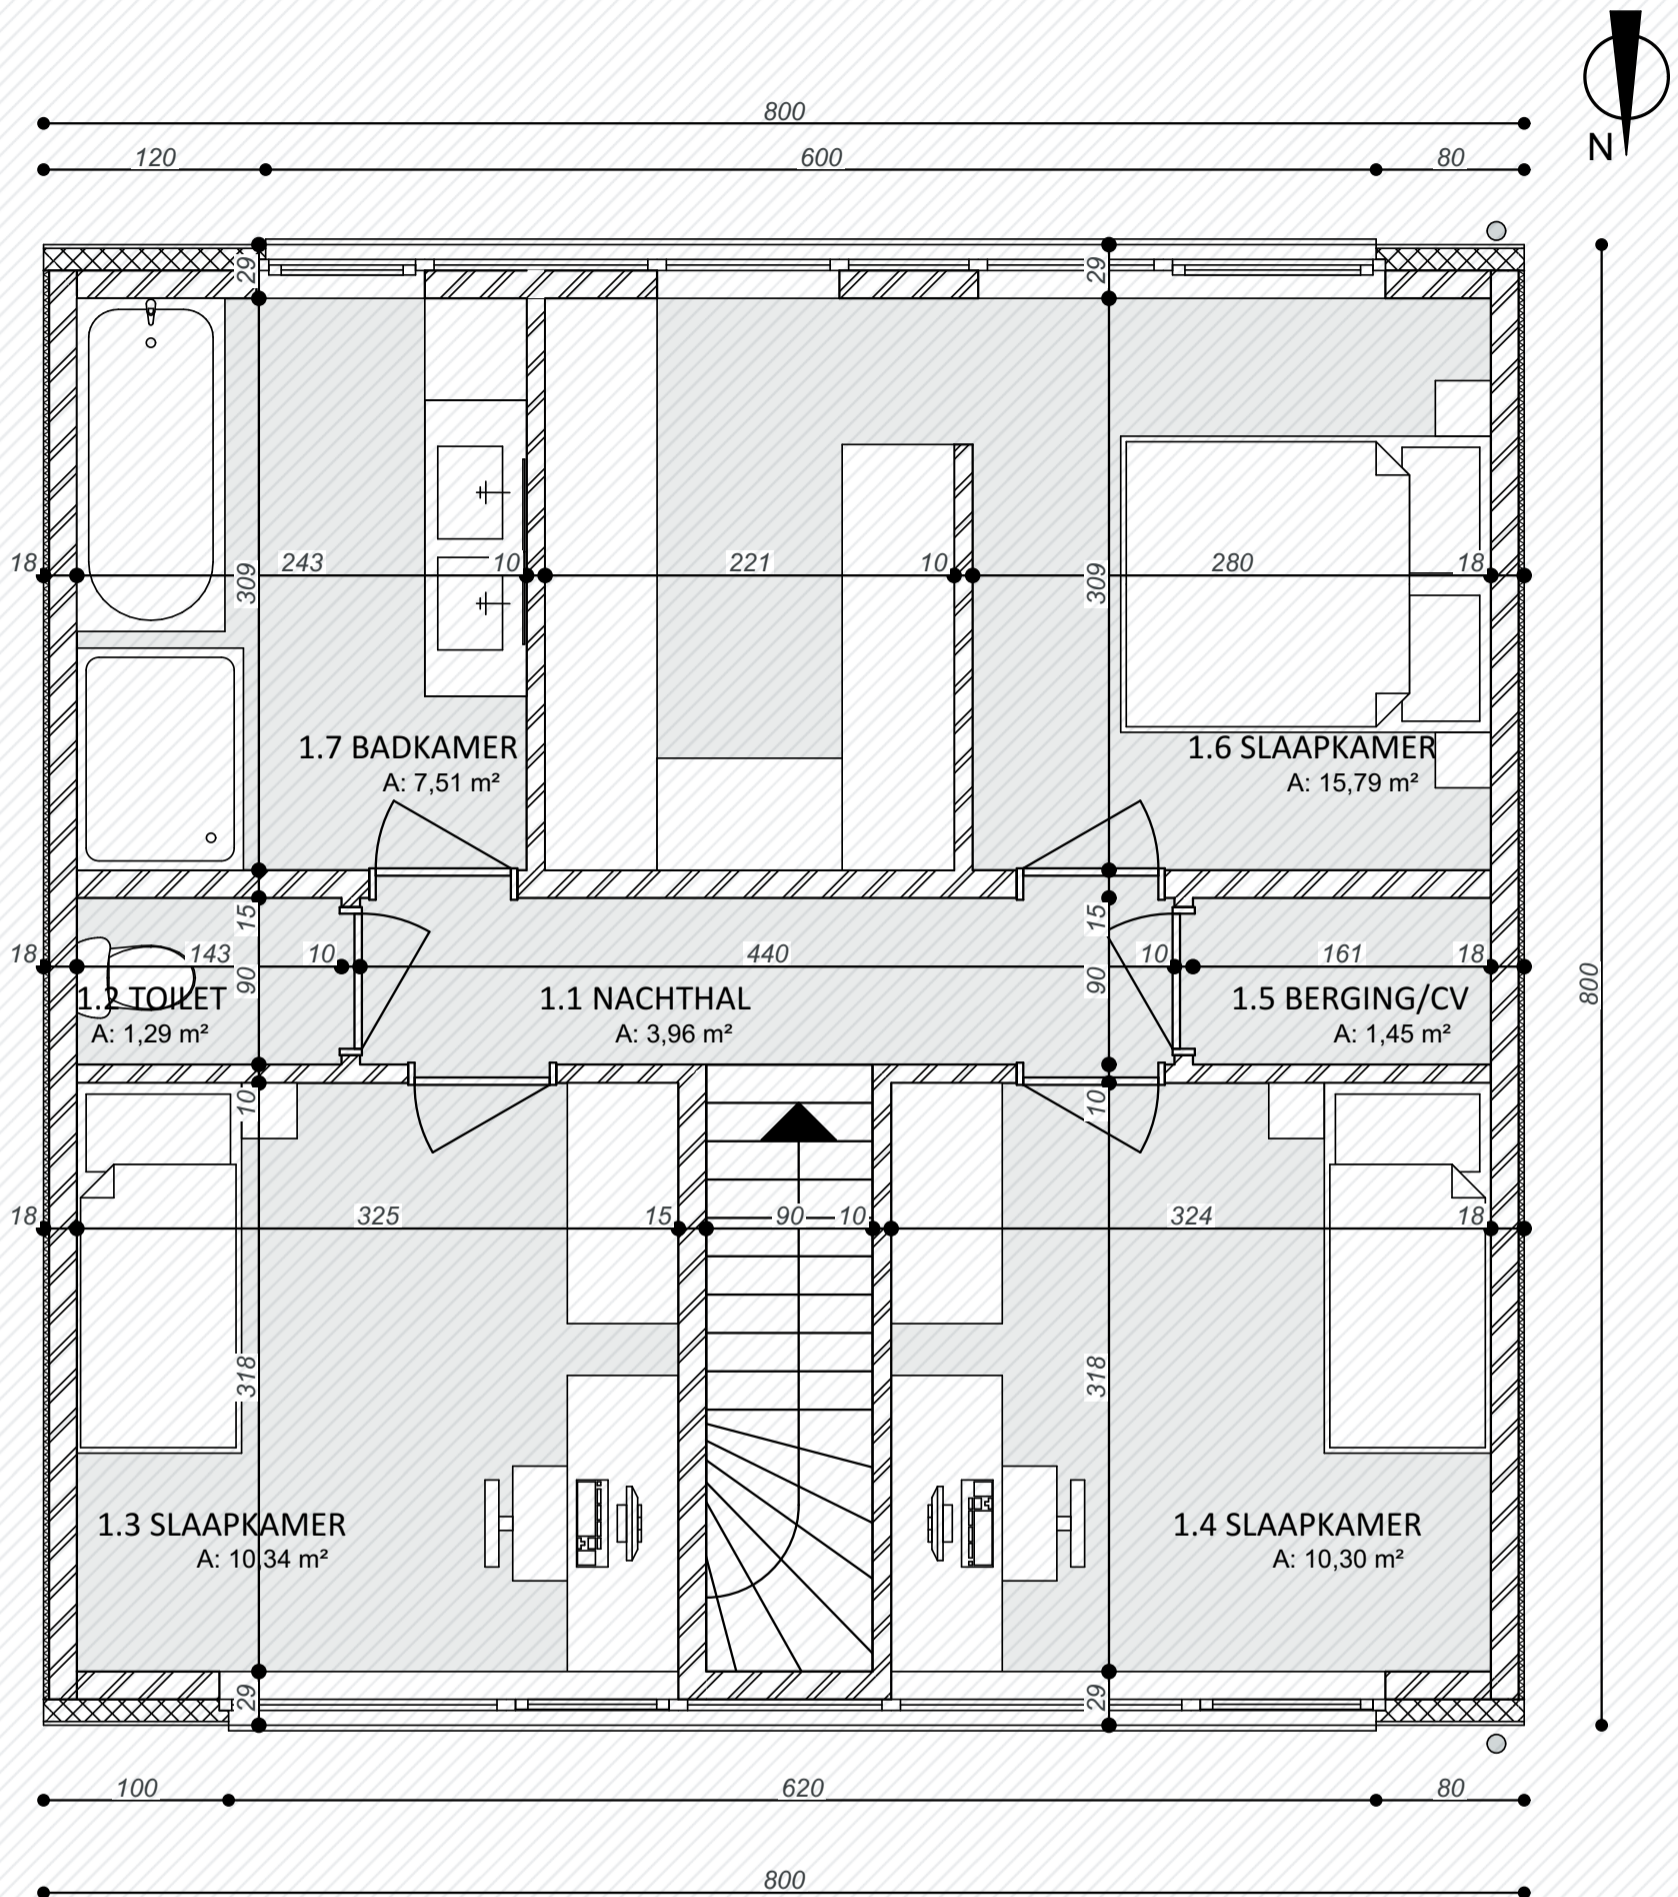 800
120 600 80
N
29 29
18 243 10 221 10 280 18
309 309
1.7 BADKAMER
A: 7,51 m²
1.6 SLAAPKAMER
A: 15,79 m²
15 15
18 143 10 440 10 161 18
90 90
800
1.2 TOILET
A: 1,29 m²
1.1 NACHTHAL
A: 3,96 m²
1.5 BERGING/CV
A: 1,45 m²
10 10
18 325 15 90 10 324 18
318 318
1.3 SLAAPKAMER
A: 10,34 m²
1.4 SLAAPKAMER
A: 10,30 m²
29 29
100 620 80
800